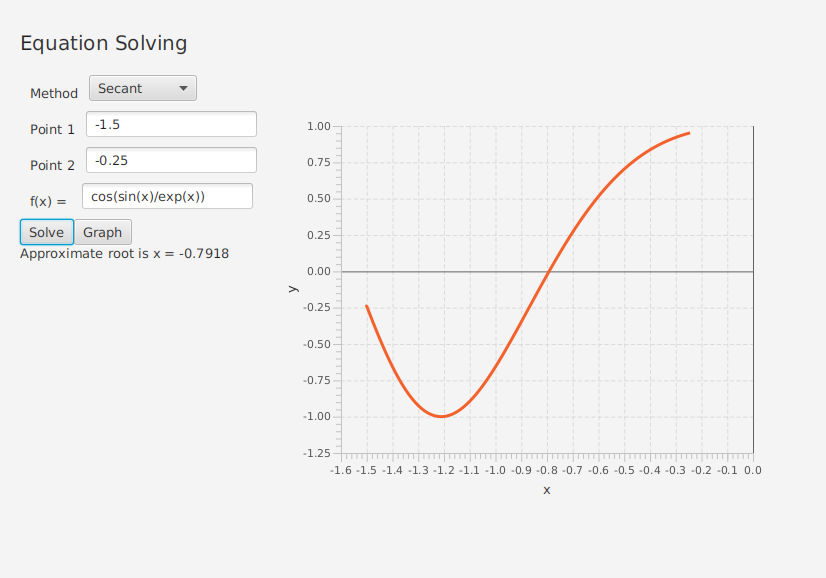 Equation Solving
Method Secant
Point 1 -1.5
Point 2 -0.25
f(x) = cos(sin(x)/exp(x))
Solve Graph
Approximate root is x = -0.7918
1.00
0.75
0.50
0.25
0.00
-0.25
-0.50
-0.75
-1.00
-1.25
y
-1.6 -1.5 -1.4 -1.3 -1.2 -1.1 -1.0 -0.9 -0.8 -0.7 -0.6 -0.5 -0.4 -0.3 -0.2 -0.1 0.0
x